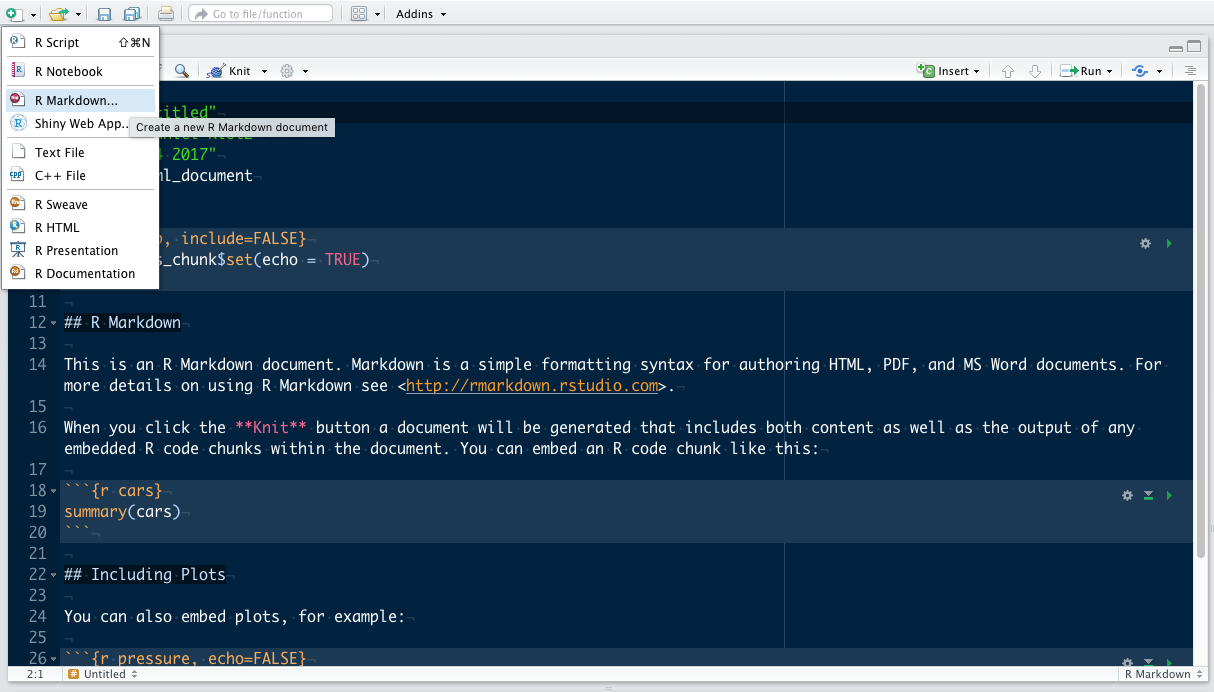 Go to file/function
Addins
R Script ⇧⌘N
R Notebook
R Markdown...
Shiny Web App..
Create a new R Markdown document
Text File
C++ File
R Sweave
R HTML
R Presentation
R Documentation
Knit
Insert
Run
itled"
4 2017"
ml_document
, include=FALSE}
s_chunk$set(echo = TRUE)
11
12 ## R Markdown
13
14 This is an R Markdown document. Markdown is a simple formatting syntax for authoring HTML, PDF, and MS Word documents. For
more details on using R Markdown see <http://rmarkdown.rstudio.com>.
15
16 When you click the **Knit** button a document will be generated that includes both content as well as the output of any
embedded R code chunks within the document. You can embed an R code chunk like this:
17
18 ```{r cars}
19 summary(cars)
20 ```
21
22 ## Including Plots
23
24 You can also embed plots, for example:
25
26 ```{r pressure, echo=FALSE}
2:1 Untitled R Markdown